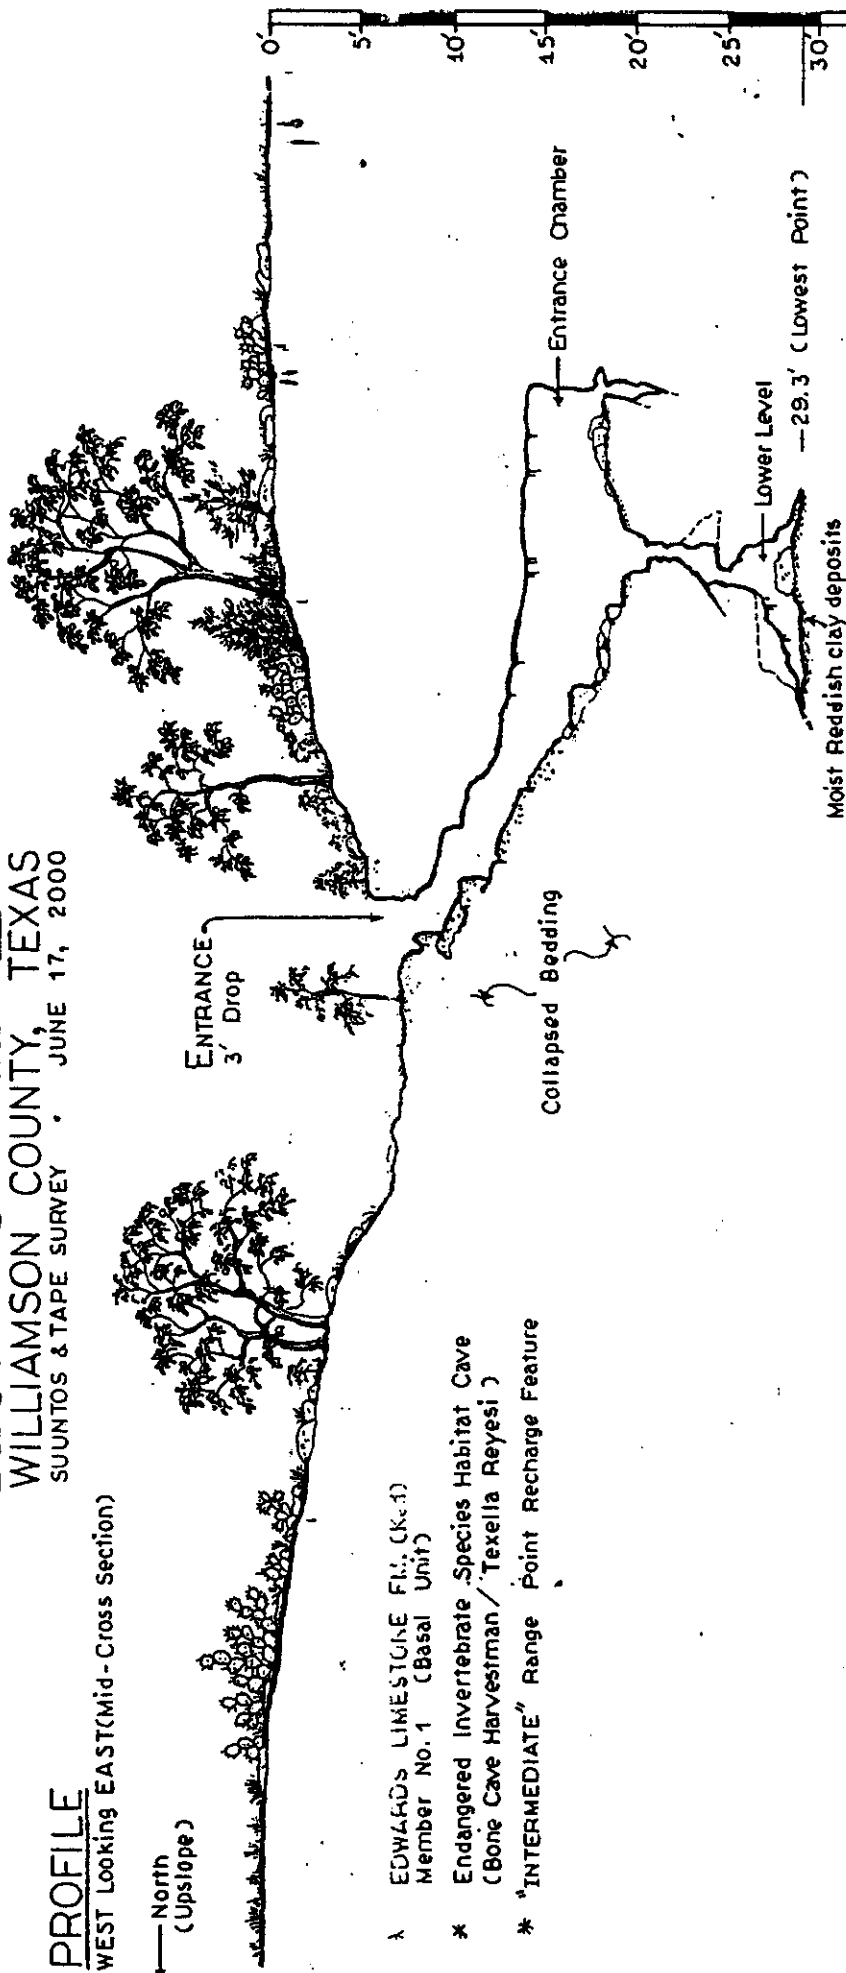 WILLIAMSON COUNTY, TEXAS
SUUNTOS & TAPE SURVEY . JUNE 17, 2000
PROFILE
WEST Looking EAST (Mid-Cross Section)
North
(Upslope)
ENTRANCE
3' Drop
0'
5'
10'
15'
20'
25'
30'
Entrance Chamber
Collapsed Bedding
Lower Level
29.3' (Lowest Point)
Moist Reddish clay deposits
EDWARDS LIMESTONE FM.
Member No. 1 (Basal Unit)
* Endangered Invertebrate Species Habitat Cave
(Bone Cave Harvestman / Texella Reyesi)
* "INTERMEDIATE" Range Point Recharge Feature